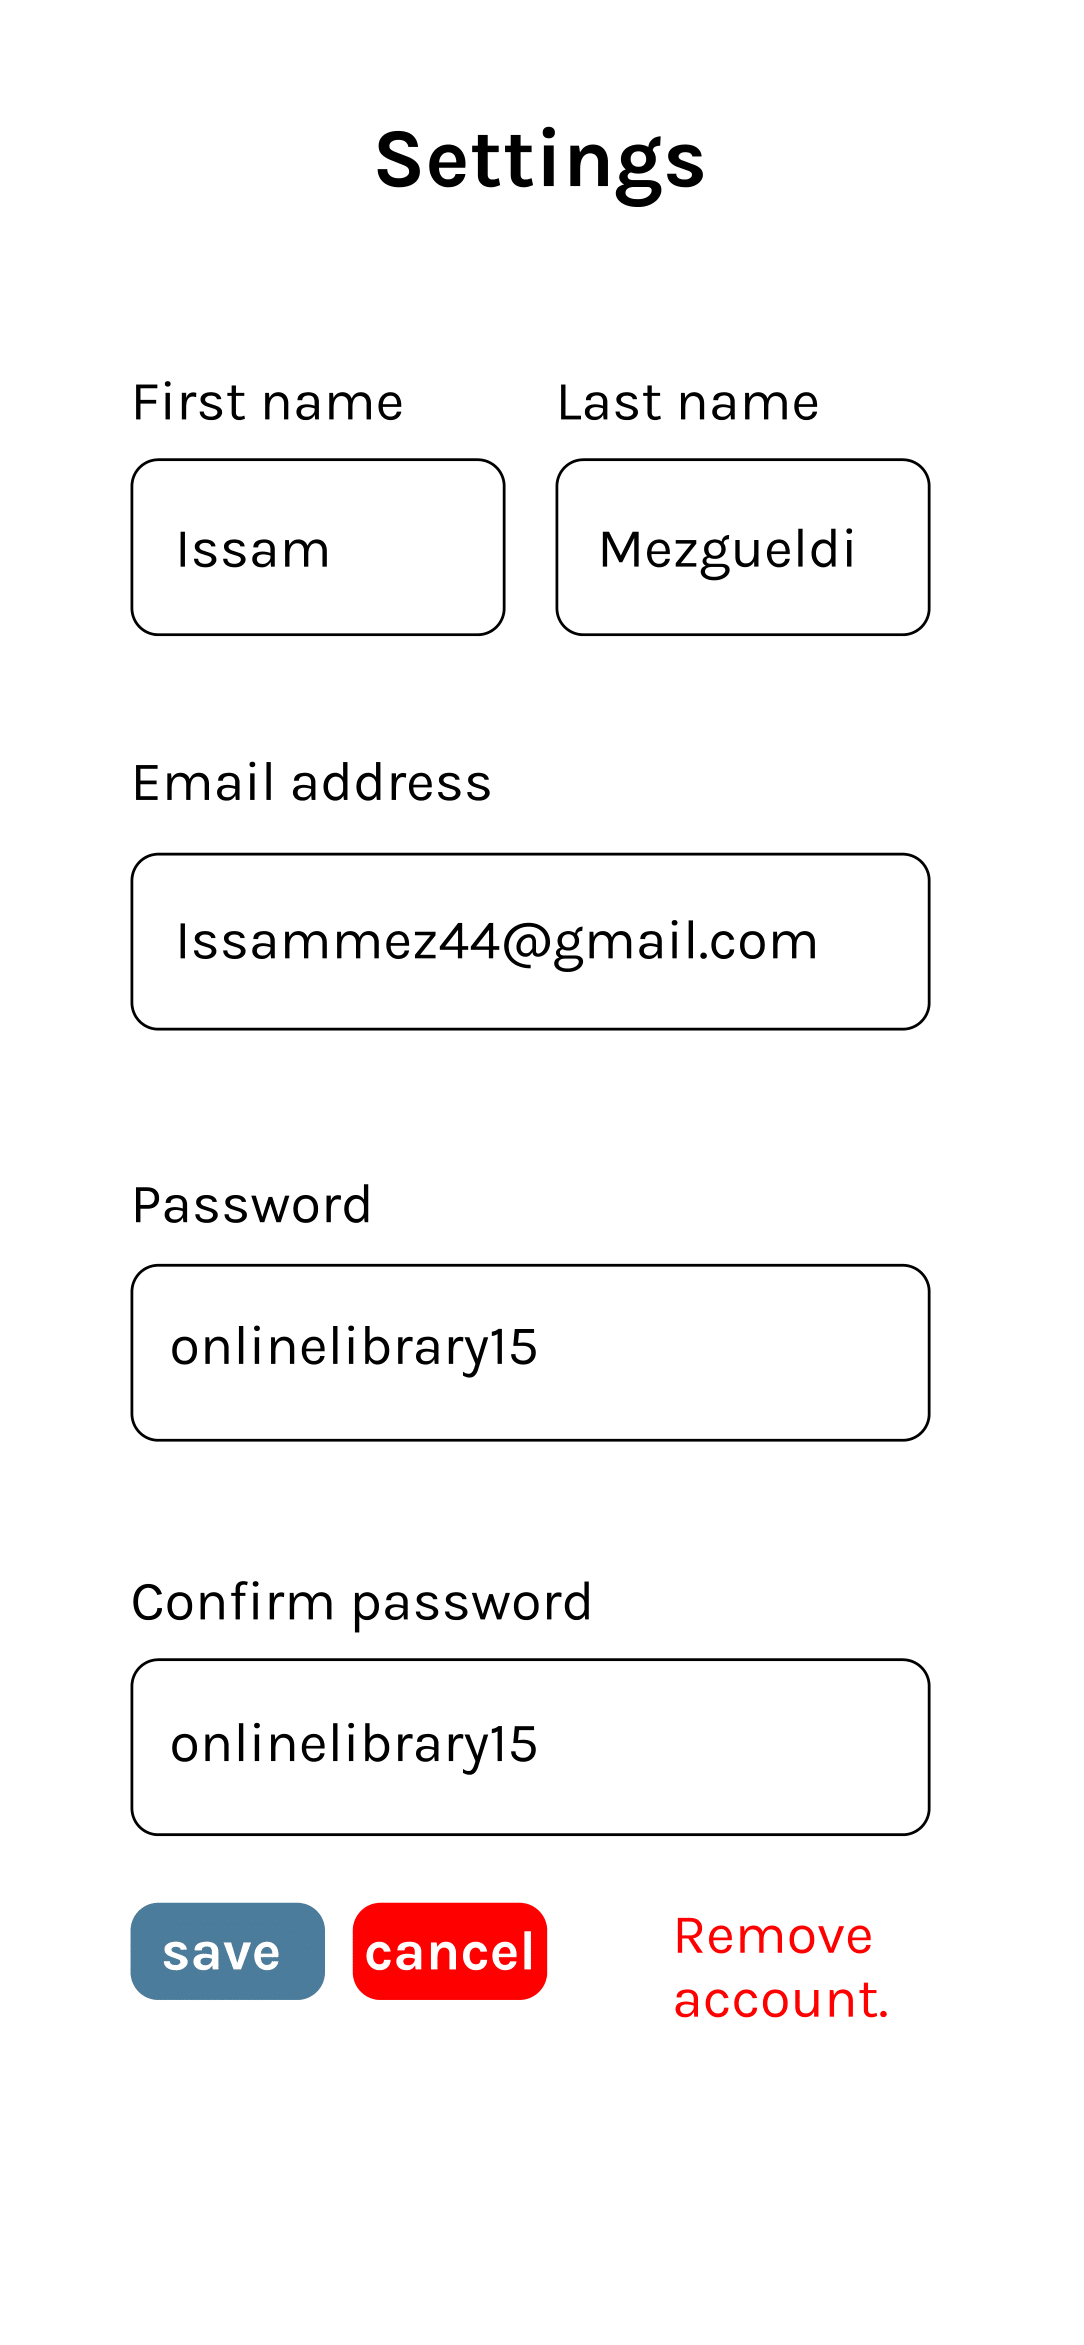 Settings
First name
Last name
Issam
Mezgueldi
Email address
Issammez44@gmail.com
Password
onlinelibrary15
Confirm password
onlinelibrary15
save
cancel
Remove
account.